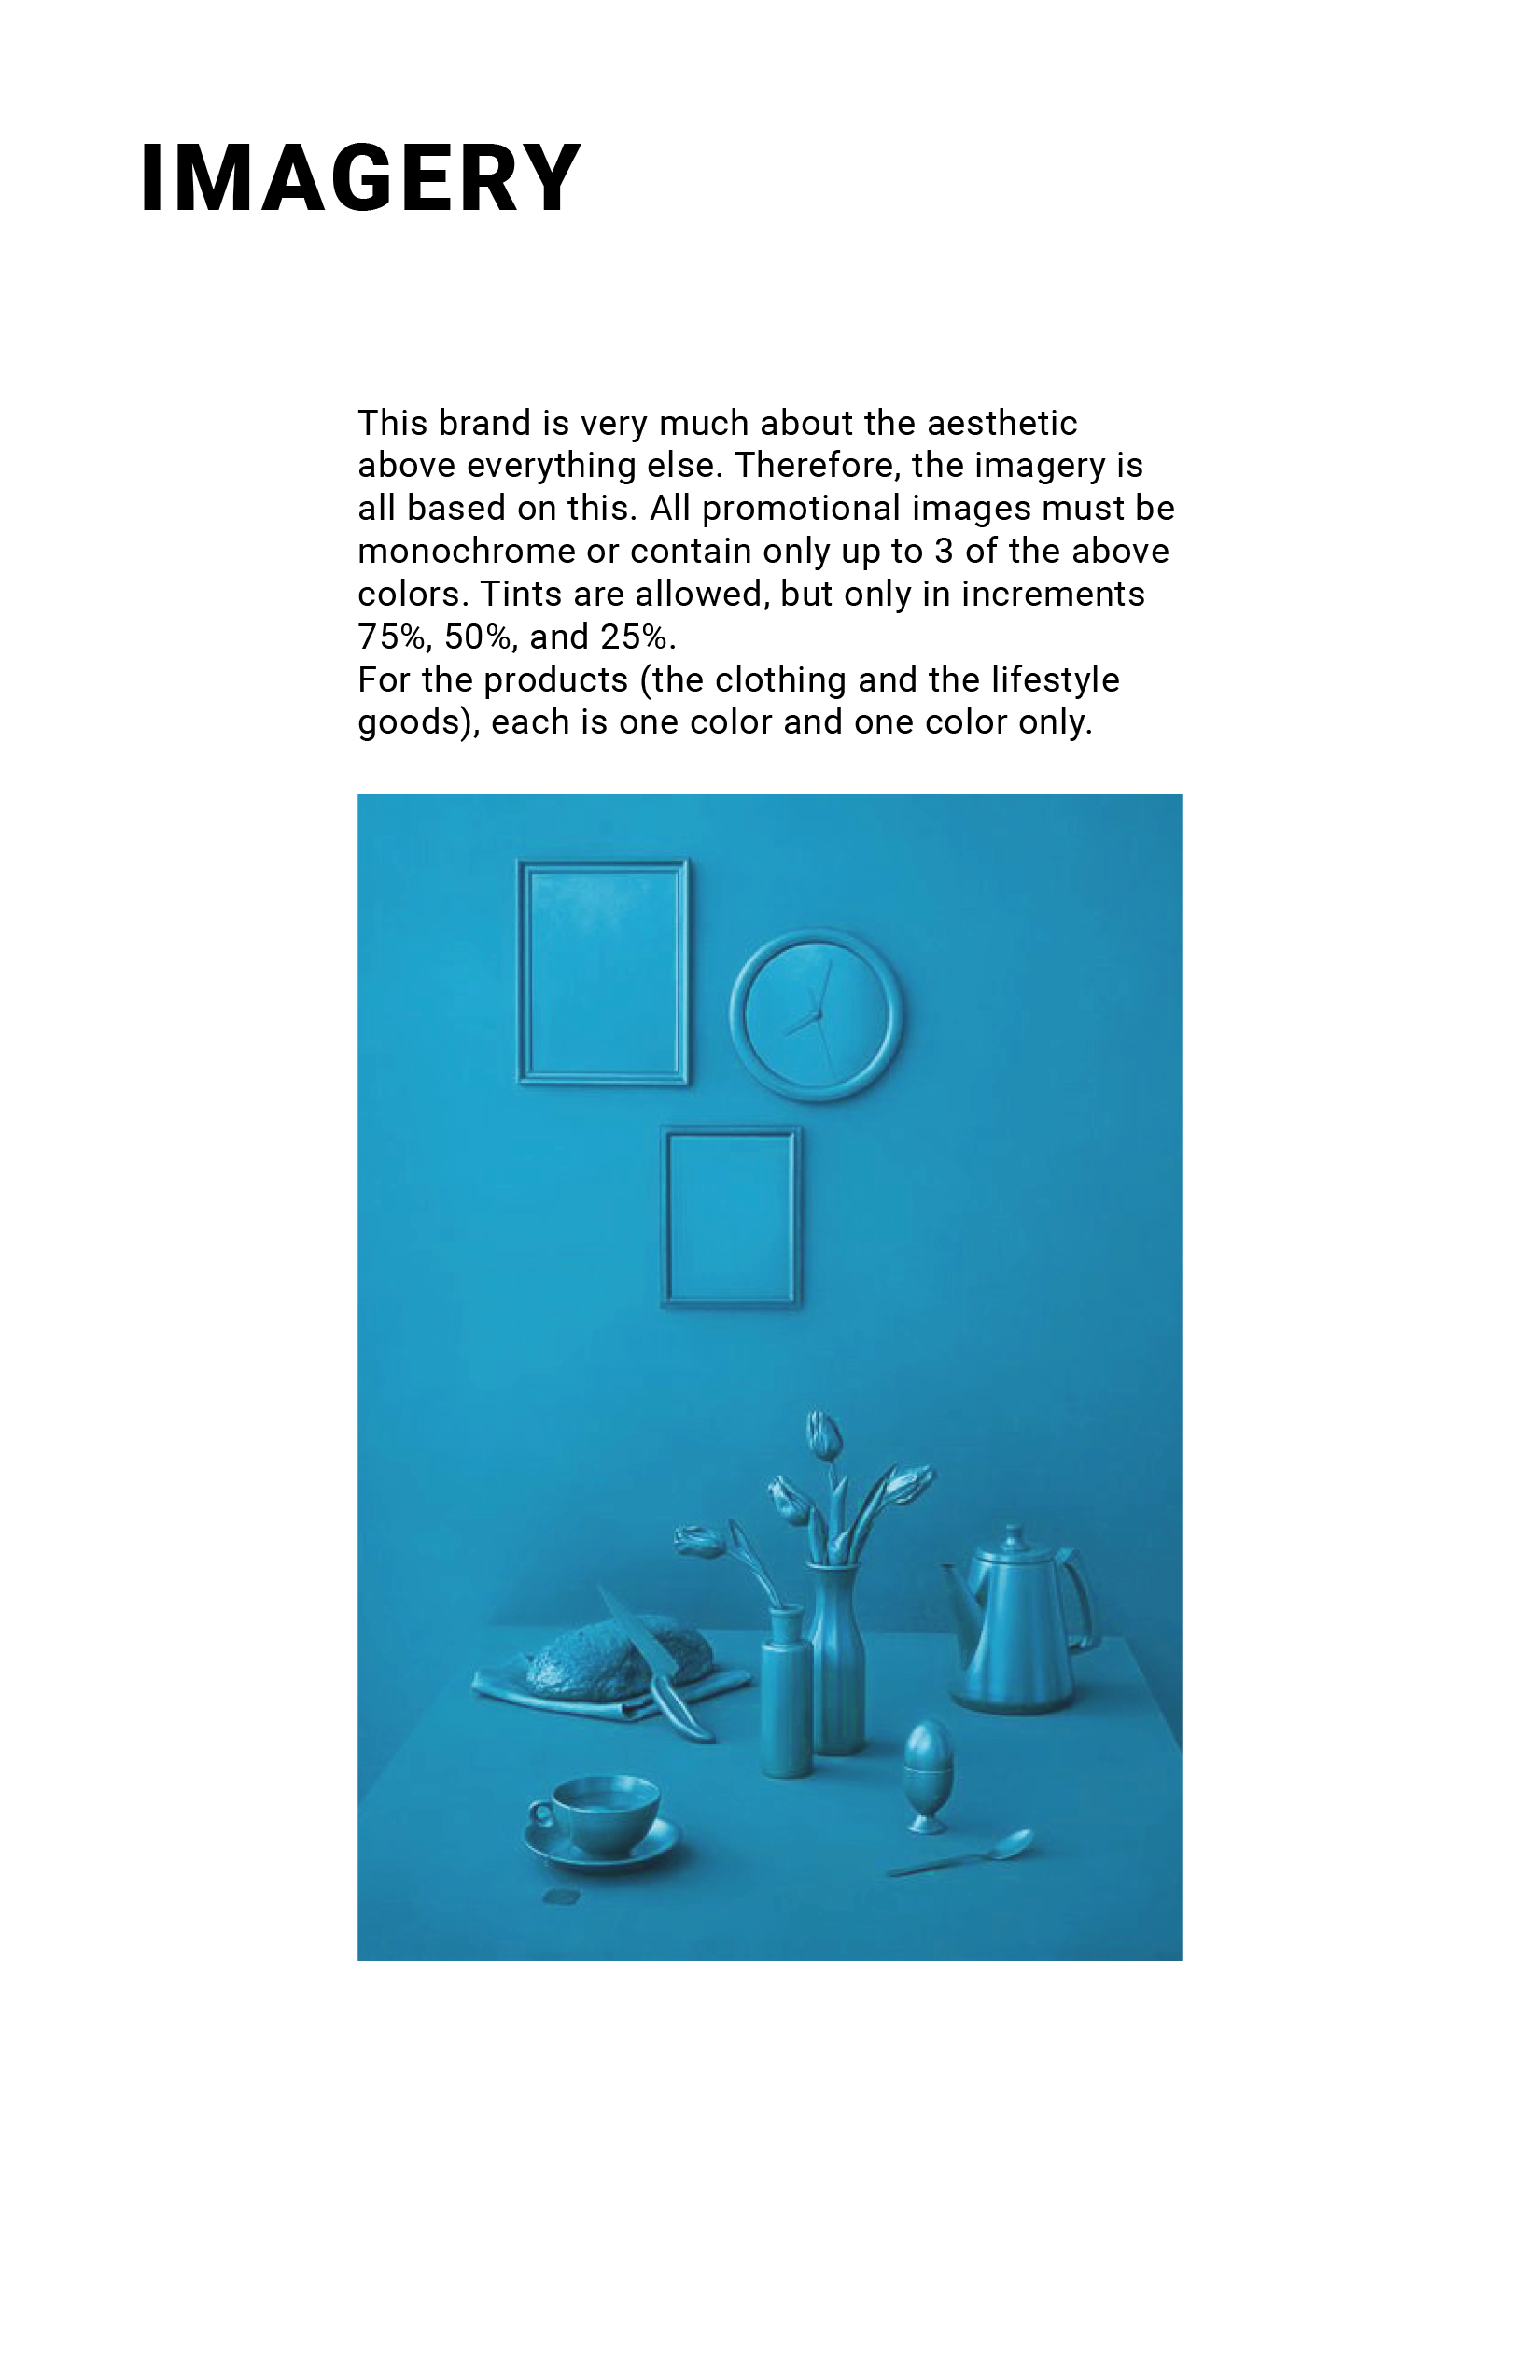 IMAGERY
This brand is very much about the aesthetic
above everything else. Therefore, the imagery is
all based on this. All promotional images must be
monochrome or contain only up to 3 of the above
colors. Tints are allowed, but only in increments
75%, 50%, and 25%.
For the products (the clothing and the lifestyle
goods), each is one color and one color only.